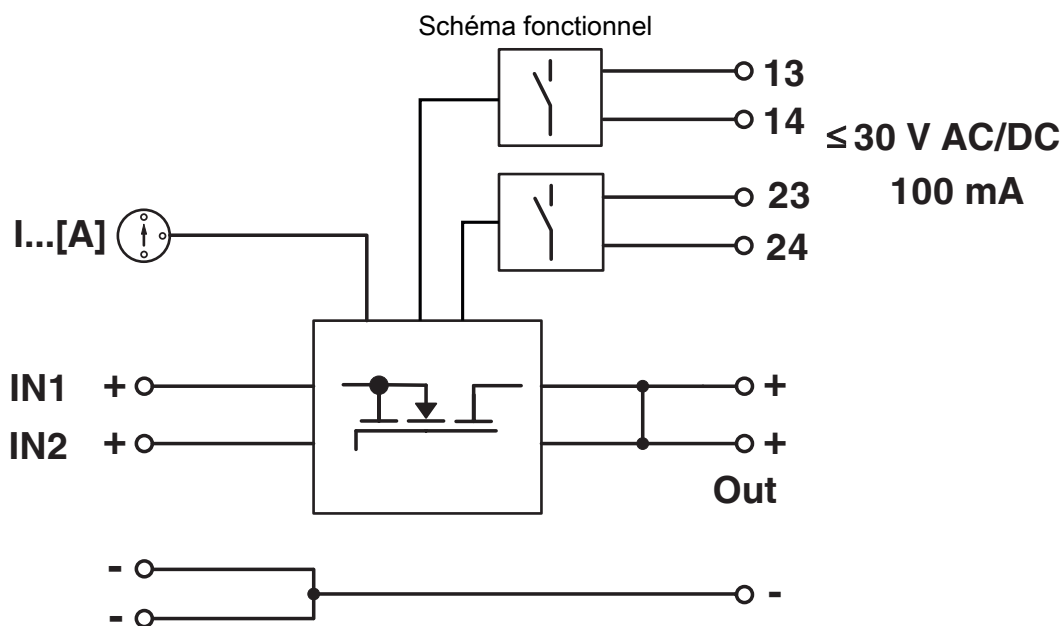 Schéma fonctionnel
13
14
≤ 30 V AC/DC
100 mA
23
24
I...[A]
IN1 +
IN2 +
+
+
Out
-
-
-